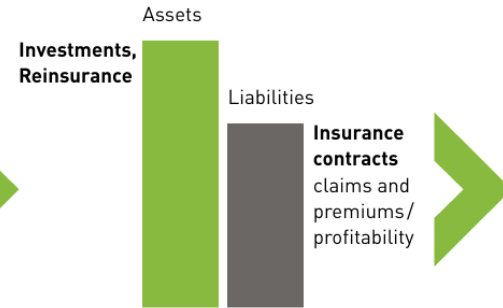 Assets
Investments,
Reinsurance
Liabilities
Insurance
contracts
claims and
premiums/
profitability